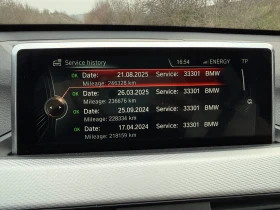 Service history 16:54 ENERGY TP
OK Date: 21.08.2025 Service: 33301 BMW
Mileage: 246328 km
OK Date: 26.03.2025 Service: 33301 BMW
Mileage: 236676 km
OK Date: 25.09.2024 Service: 33301 BMW
Mileage: 228334 km
OK Date: 17.04.2024 Service: 33301 BMW
Mileage: 218159 km